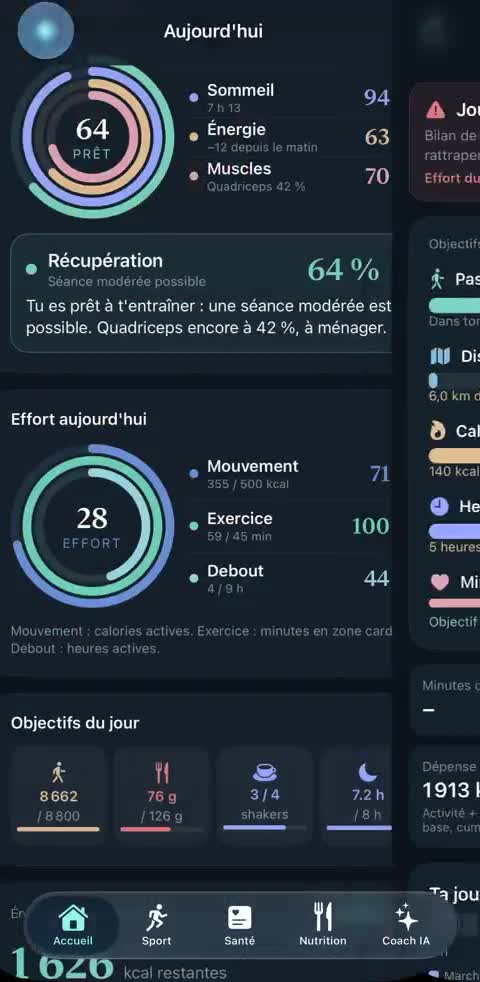 Aujourd'hui
64
PRÊT
Sommeil
7 h 13
94
Énergie
−12 depuis le matin
63
Muscles
Quadriceps 42 %
70
Récupération
Séance modérée possible
64 %
Tu es prêt à t'entraîner : une séance modérée est
possible. Quadriceps encore à 42 %, à ménager.
Effort aujourd'hui
28
EFFORT
Mouvement
355 / 500 kcal
71
Exercice
59 / 45 min
100
Debout
4 / 9 h
44
Mouvement : calories actives. Exercice : minutes en zone card
Debout : heures actives.
Objectifs du jour
8 662
/ 8 800
76 g
/ 126 g
3 / 4
shakers
7.2 h
/ 8 h
1 626 kcal restantes
Accueil
Sport
Santé
Nutrition
Coach IA
Jou
Bilan de
rattraper
Effort du
Objectifs
Pas
Dans ton
Dis
6,0 km d
Cal
140 kcal
He
5 heures
Mi
Objectif
Minutes d
–
Dépense
1 913 k
Activité +
base, cum
Ta jou
March